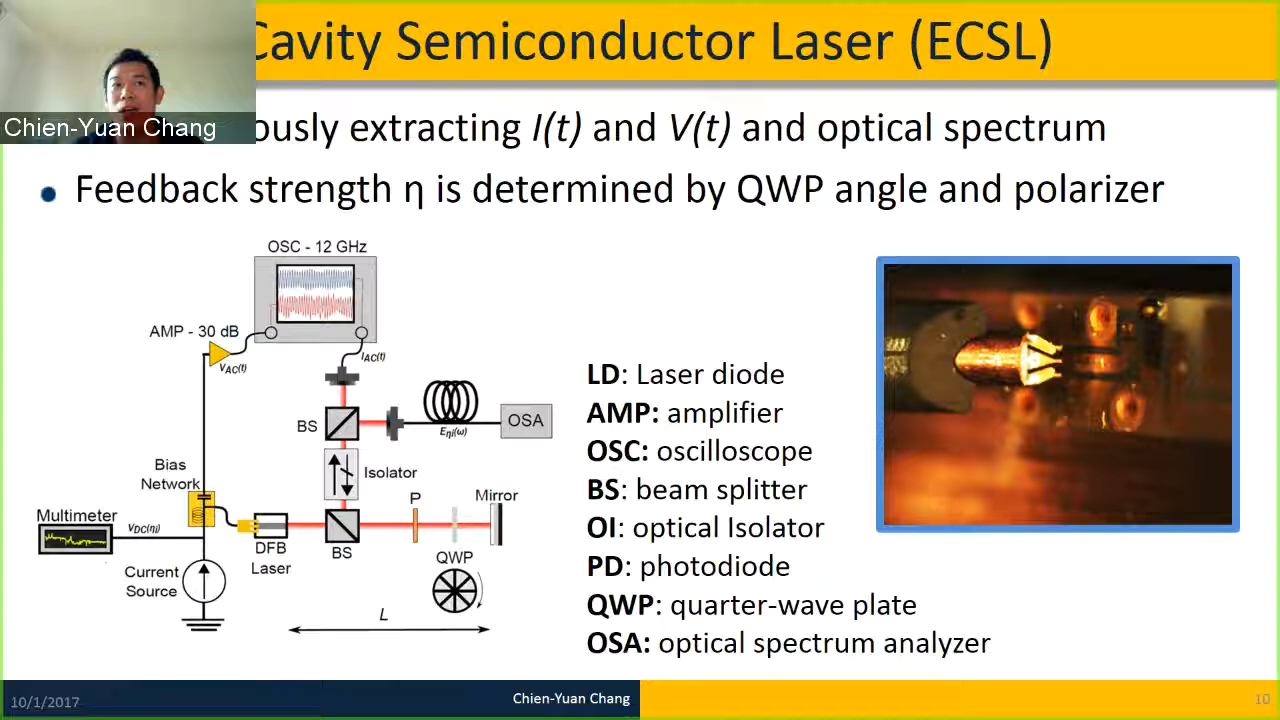 Cavity Semiconductor Laser (ECSL)
Chien-Yuan Chang
ously extracting I(t) and V(t) and optical spectrum
Feedback strength η is determined by QWP angle and polarizer
OSC - 12 GHz
AMP - 30 dB
VAC(t)
IAC(t)
BS
OSA
Eηi(ω)
Bias
Network
Isolator
P
Mirror
Multimeter
VDC(ηi)
DFB
Laser
BS
QWP
Current
Source
L
LD: Laser diode
AMP: amplifier
OSC: oscilloscope
BS: beam splitter
OI: optical Isolator
PD: photodiode
QWP: quarter-wave plate
OSA: optical spectrum analyzer
10/1/2017
Chien-Yuan Chang
10